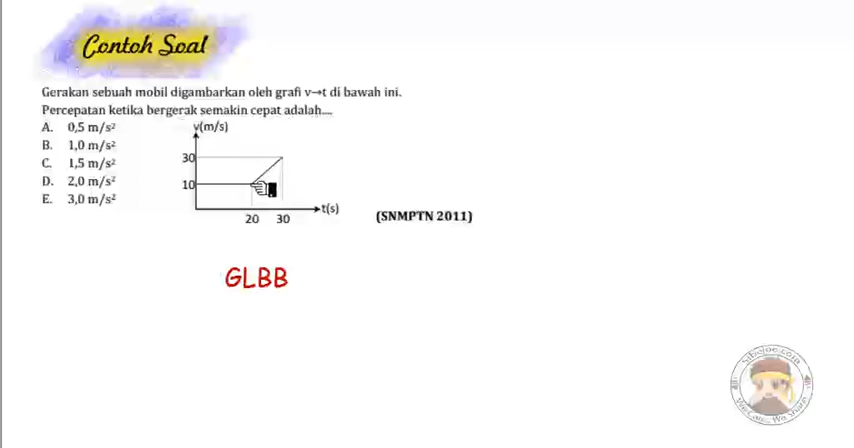 Contoh Soal
Gerakan sebuah mobil digambarkan oleh grafi v→t di bawah ini.
Percepatan ketika bergerak semakin cepat adalah....
A. 0,5 m/s²
B. 1,0 m/s²
C. 1,5 m/s²
D. 2,0 m/s²
E. 3,0 m/s²
v(m/s)
30
10
t(s)
20 30
(SNMPTN 2011)
GLBB
We Share